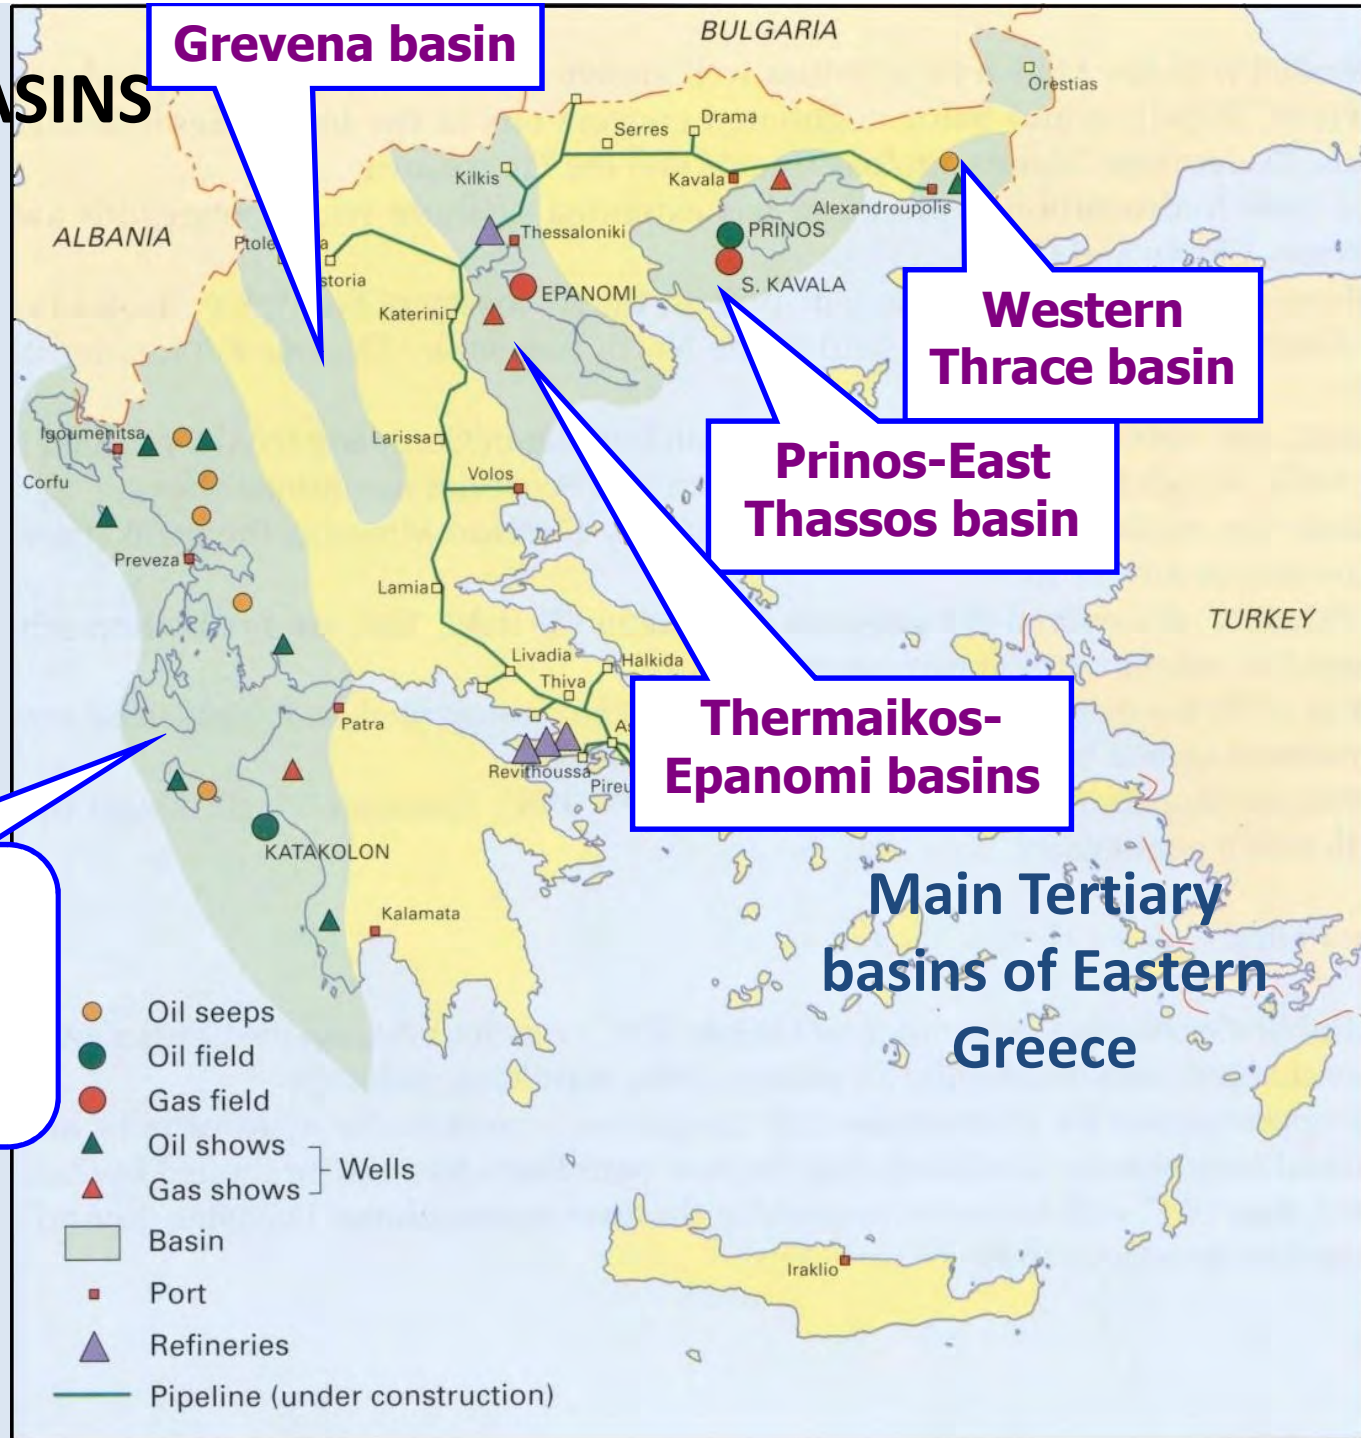 Grevena basin
BULGARIA
Orestias
Drama
Serres
Kilkis
Kavala
Alexandroupolis
ALBANIA
Thessaloniki
PRINOS
S. KAVALA
EPANOMI
Katerini
Western
Thrace basin
Igoumenitsa
Larissa
Prinos-East
Thassos basin
Corfu
Volos
Preveza
Lamia
TURKEY
Livadia
Halkida
Thiva
Patra
Thermaikos-
Epanomi basins
Revithoussa
KATAKOLON
Kalamata
Main Tertiary
basins of Eastern
Greece
Oil seeps
Oil field
Gas field
Oil shows
Gas shows
Wells
Basin
Port
Refineries
Pipeline (under construction)
Iraklio